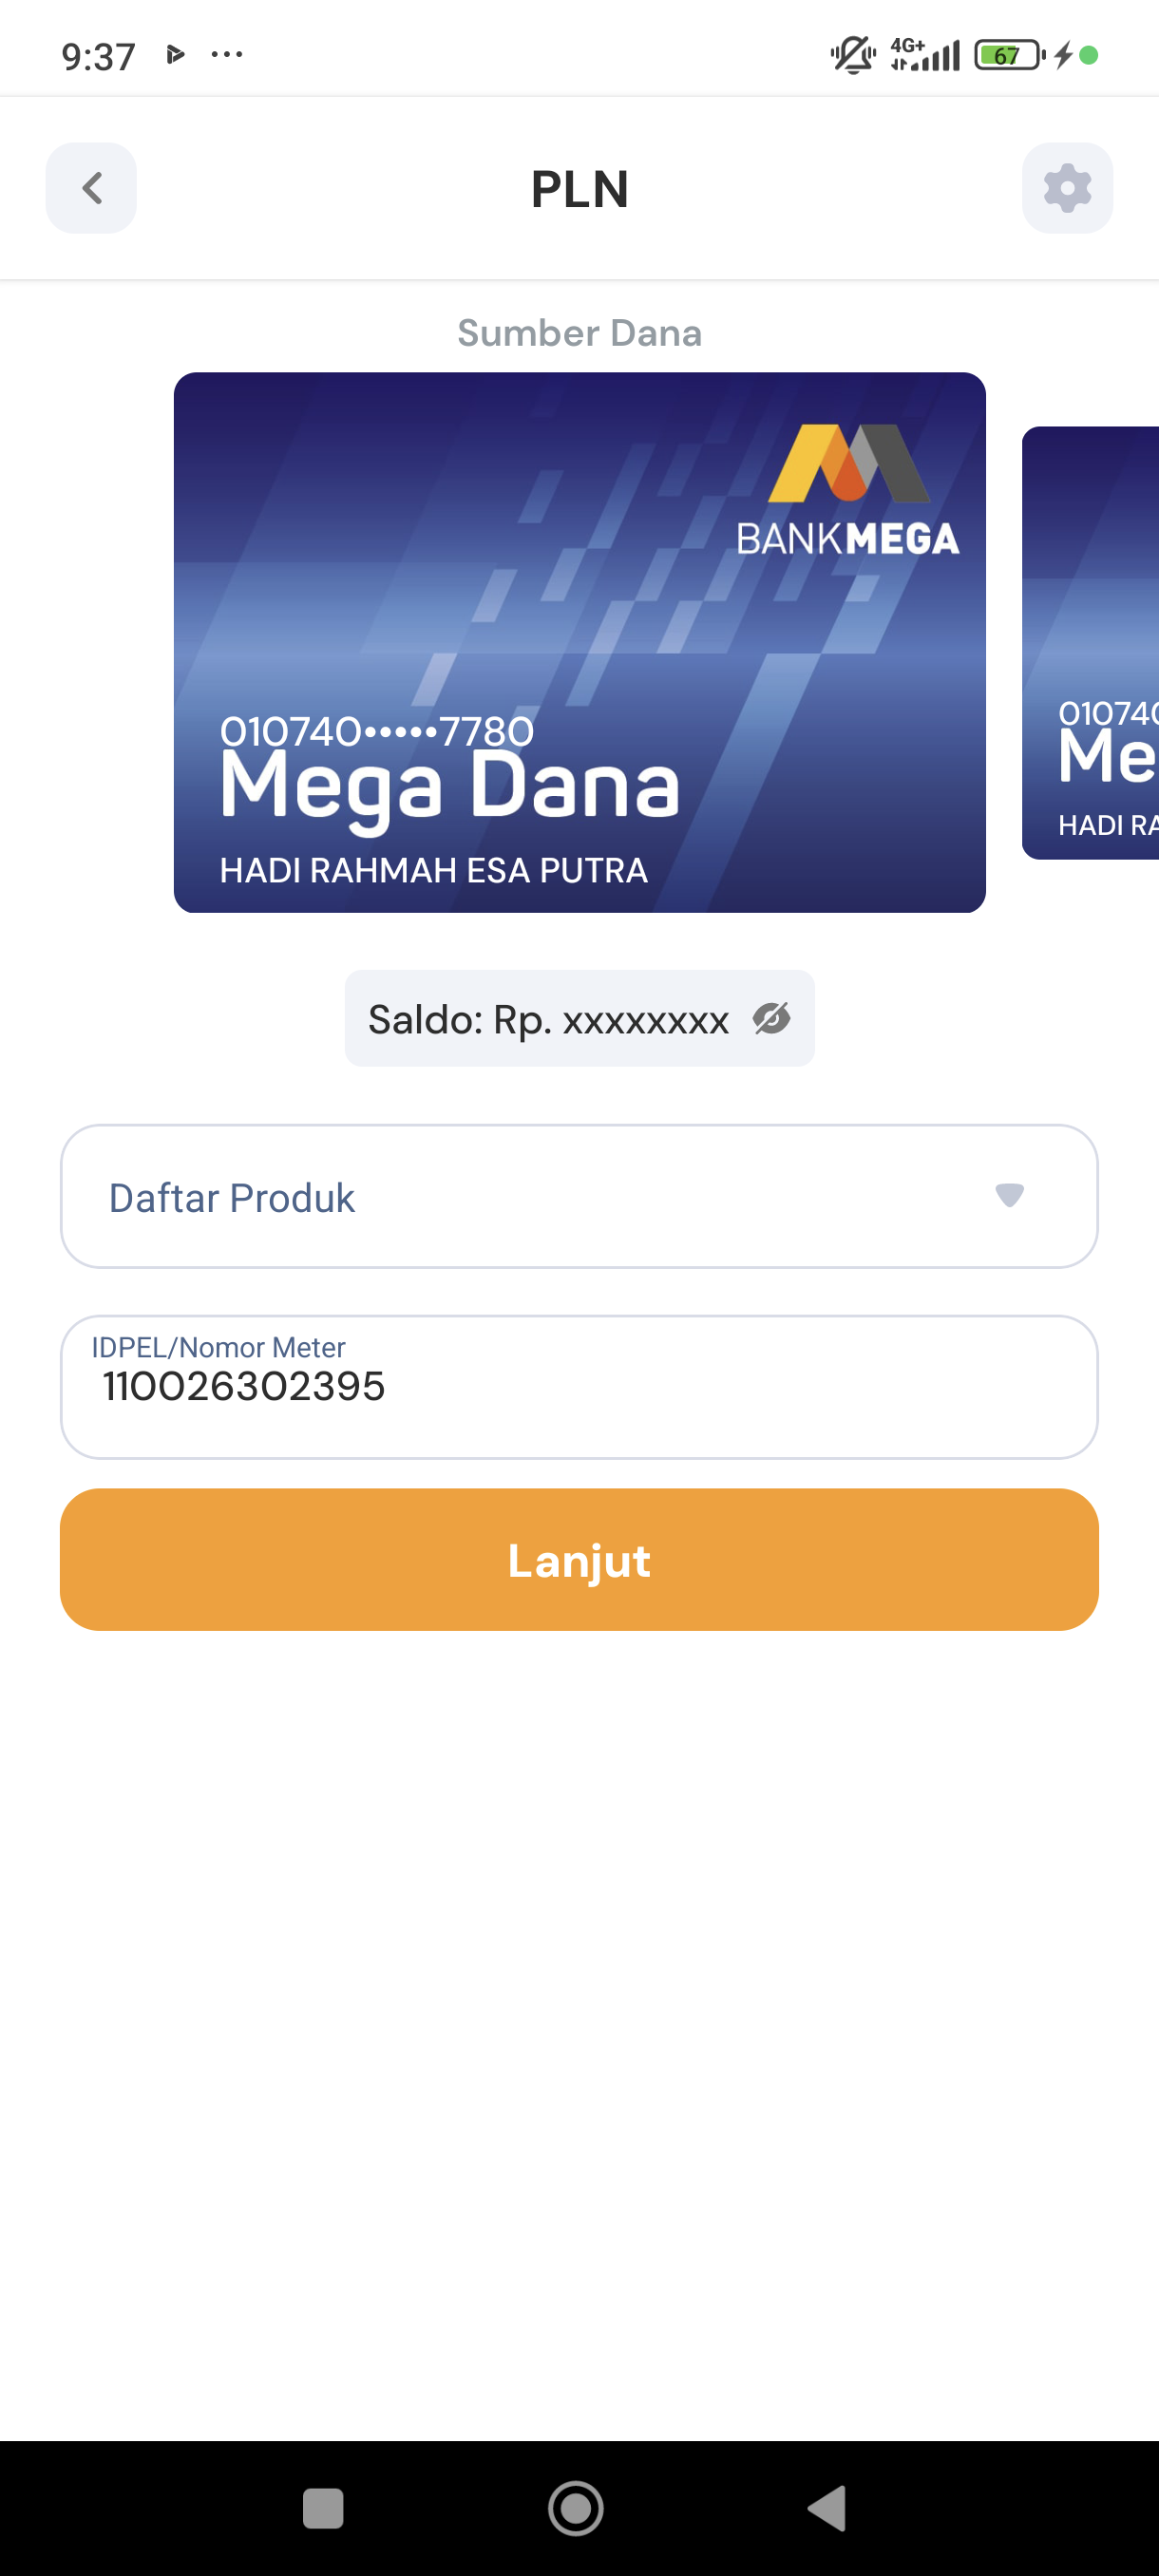 9:37
4G+
67
PLN
Sumber Dana
BANKMEGA
010740•••••7780
Mega Dana
HADI RAHMAH ESA PUTRA
010740
Me
HADI RA
Saldo: Rp. xxxxxxxx
Daftar Produk
IDPEL/Nomor Meter
110026302395
Lanjut